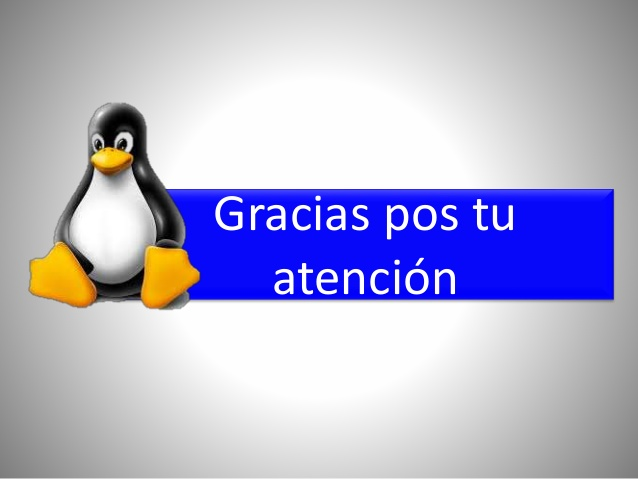 Gracias pos tu
atención